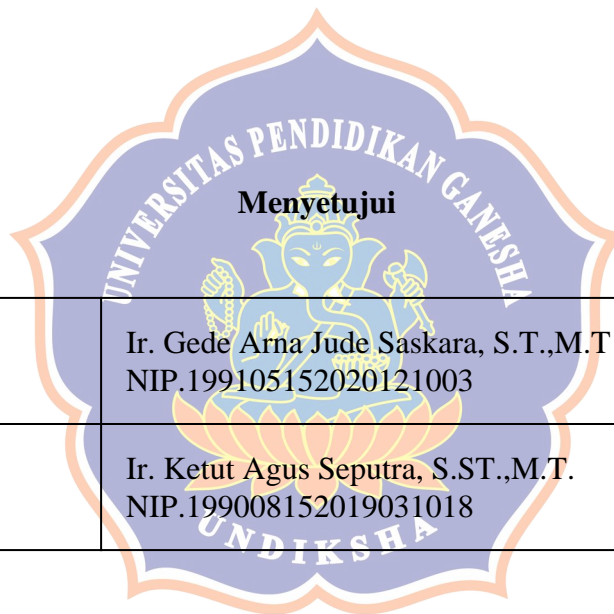 UNIVERSITAS PENDIDIKAN GANESHA
Menyetujui
Ir. Gede Arna Jude Saskara, S.T.,M.T
NIP.199105152020121003
Ir. Ketut Agus Seputra, S.ST.,M.T.
NIP.199008152019031018
UNDIKSHA